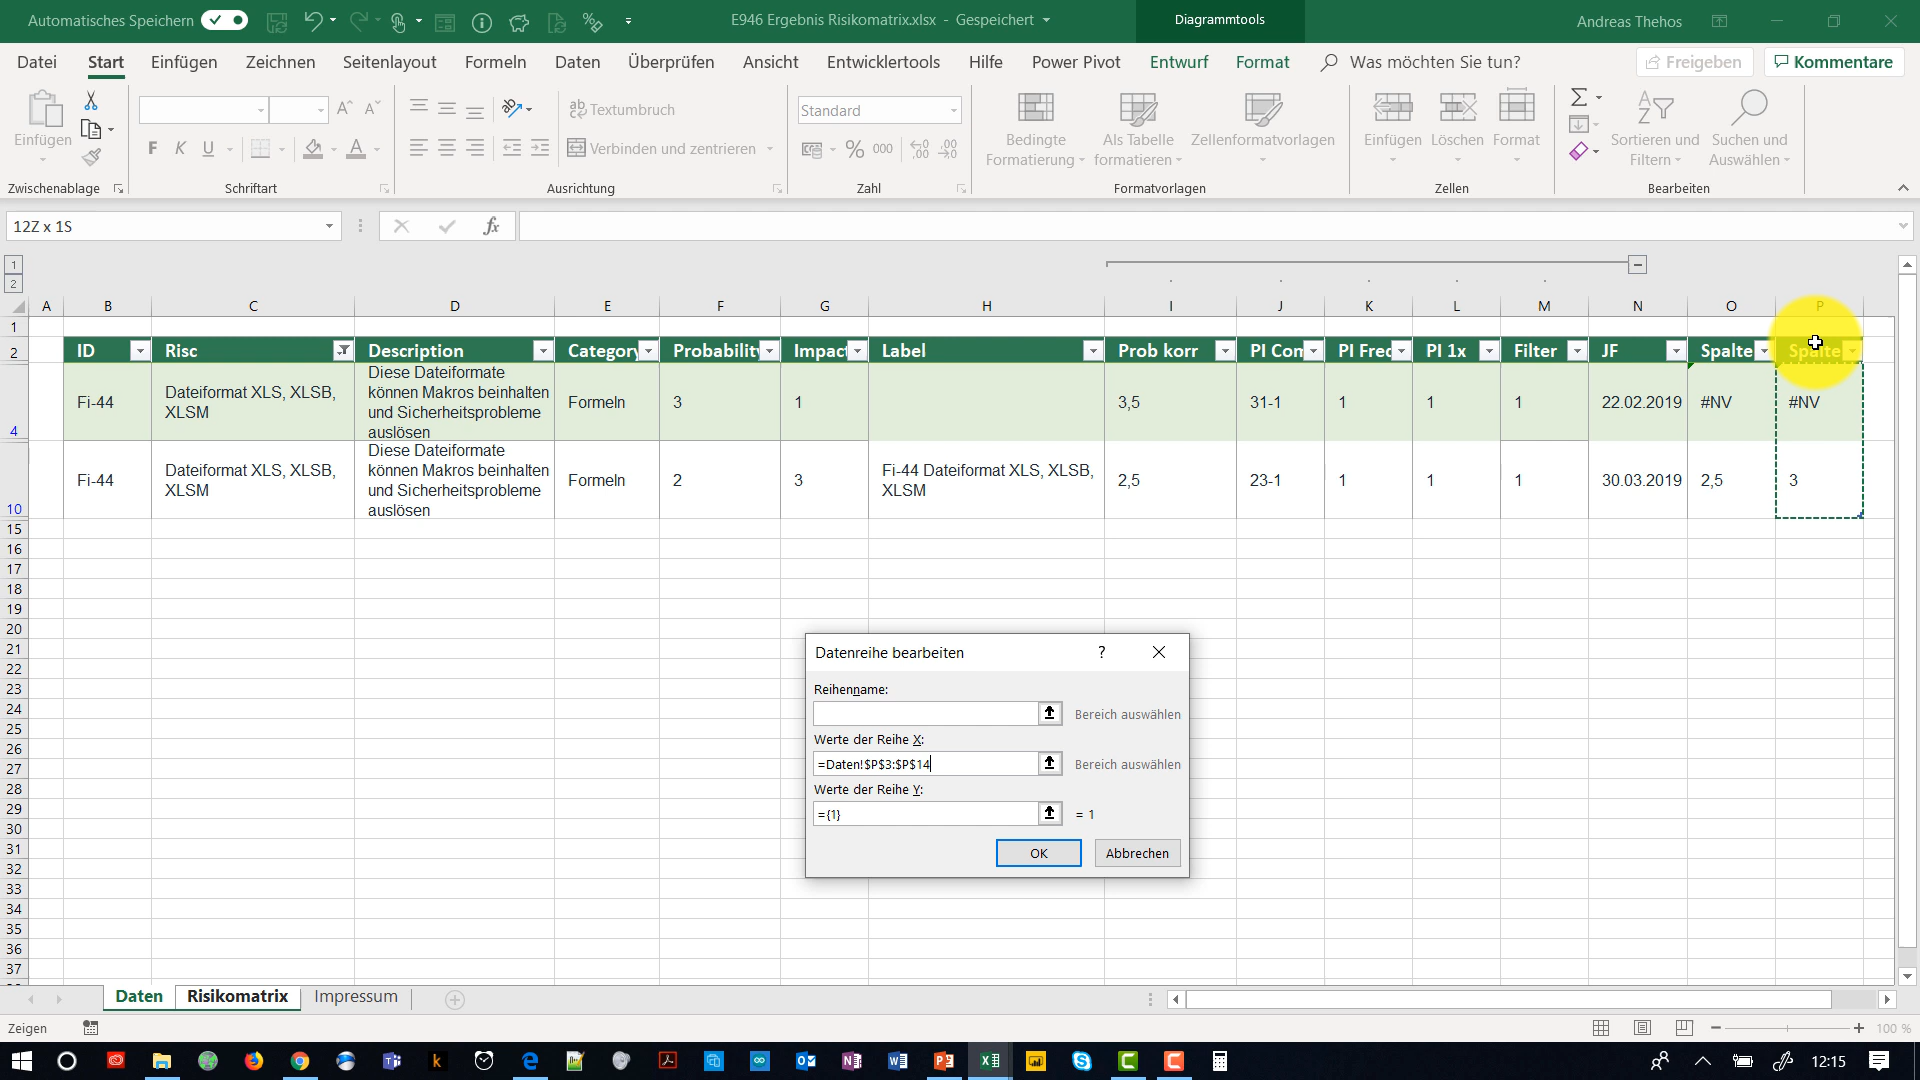 Automatisches Speichern
E946 Ergebnis Risikomatrix.xlsx - Gespeichert
Diagrammtools
Andreas Thehos
Datei Start Einfügen Zeichnen Seitenlayout Formeln Daten Überprüfen Ansicht Entwicklertools Hilfe Power Pivot Entwurf Format Was möchten Sie tun? Freigeben Kommentare
Einfügen
F K U A
Textumbruch
Verbinden und zentrieren
Standard
% 000
Bedingte Formatierung
Als Tabelle formatieren
Zellenformatvorlagen
Einfügen Löschen Format
Sortieren und Filtern
Suchen und Auswählen
Zwischenablage Schriftart Ausrichtung Zahl Formatvorlagen Zellen Bearbeiten
12Z x 1S
fx
1
2
A B C D E F G H I J K L M N O P
1
2 ID Risc Description Category Probability Impact Label Prob korr PI Con PI Freq PI 1x Filter JF Spalte Spalte
4 Fi-44 Dateiformat XLS, XLSB, XLSM Diese Dateiformate können Makros beinhalten und Sicherheitsprobleme auslösen Formeln 3 1 3,5 31-1 1 1 1 22.02.2019 #NV #NV
10 Fi-44 Dateiformat XLS, XLSB, XLSM Diese Dateiformate können Makros beinhalten und Sicherheitsprobleme auslösen Formeln 2 3 Fi-44 Dateiformat XLS, XLSB, XLSM 2,5 23-1 1 1 1 30.03.2019 2,5 3
15
16
17
18
19
20
21
22
23
24
25
26
27
28
29
30
31
32
33
34
35
36
37
Datenreihe bearbeiten ?
Reihenname:
Bereich auswählen
Werte der Reihe X:
=Daten!$P$3:$P$14 Bereich auswählen
Werte der Reihe Y:
={1} = 1
OK Abbrechen
Daten Risikomatrix Impressum
Zeigen
100 %
12:15